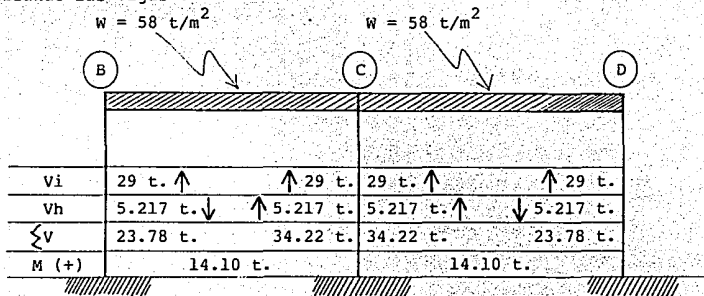 W = 58 t/m2 W = 58 t/m2
B C D
Vi 29 t. ↑ ↑ 29 t. 29 t. ↑ ↑ 29 t.
Vh 5.217 t. ↓ ↑ 5.217 t. 5.217 t. ↑ ↓ 5.217 t.
ΣV 23.78 t. 34.22 t. 34.22 t. 23.78 t.
M (+) 14.10 t. 14.10 t.